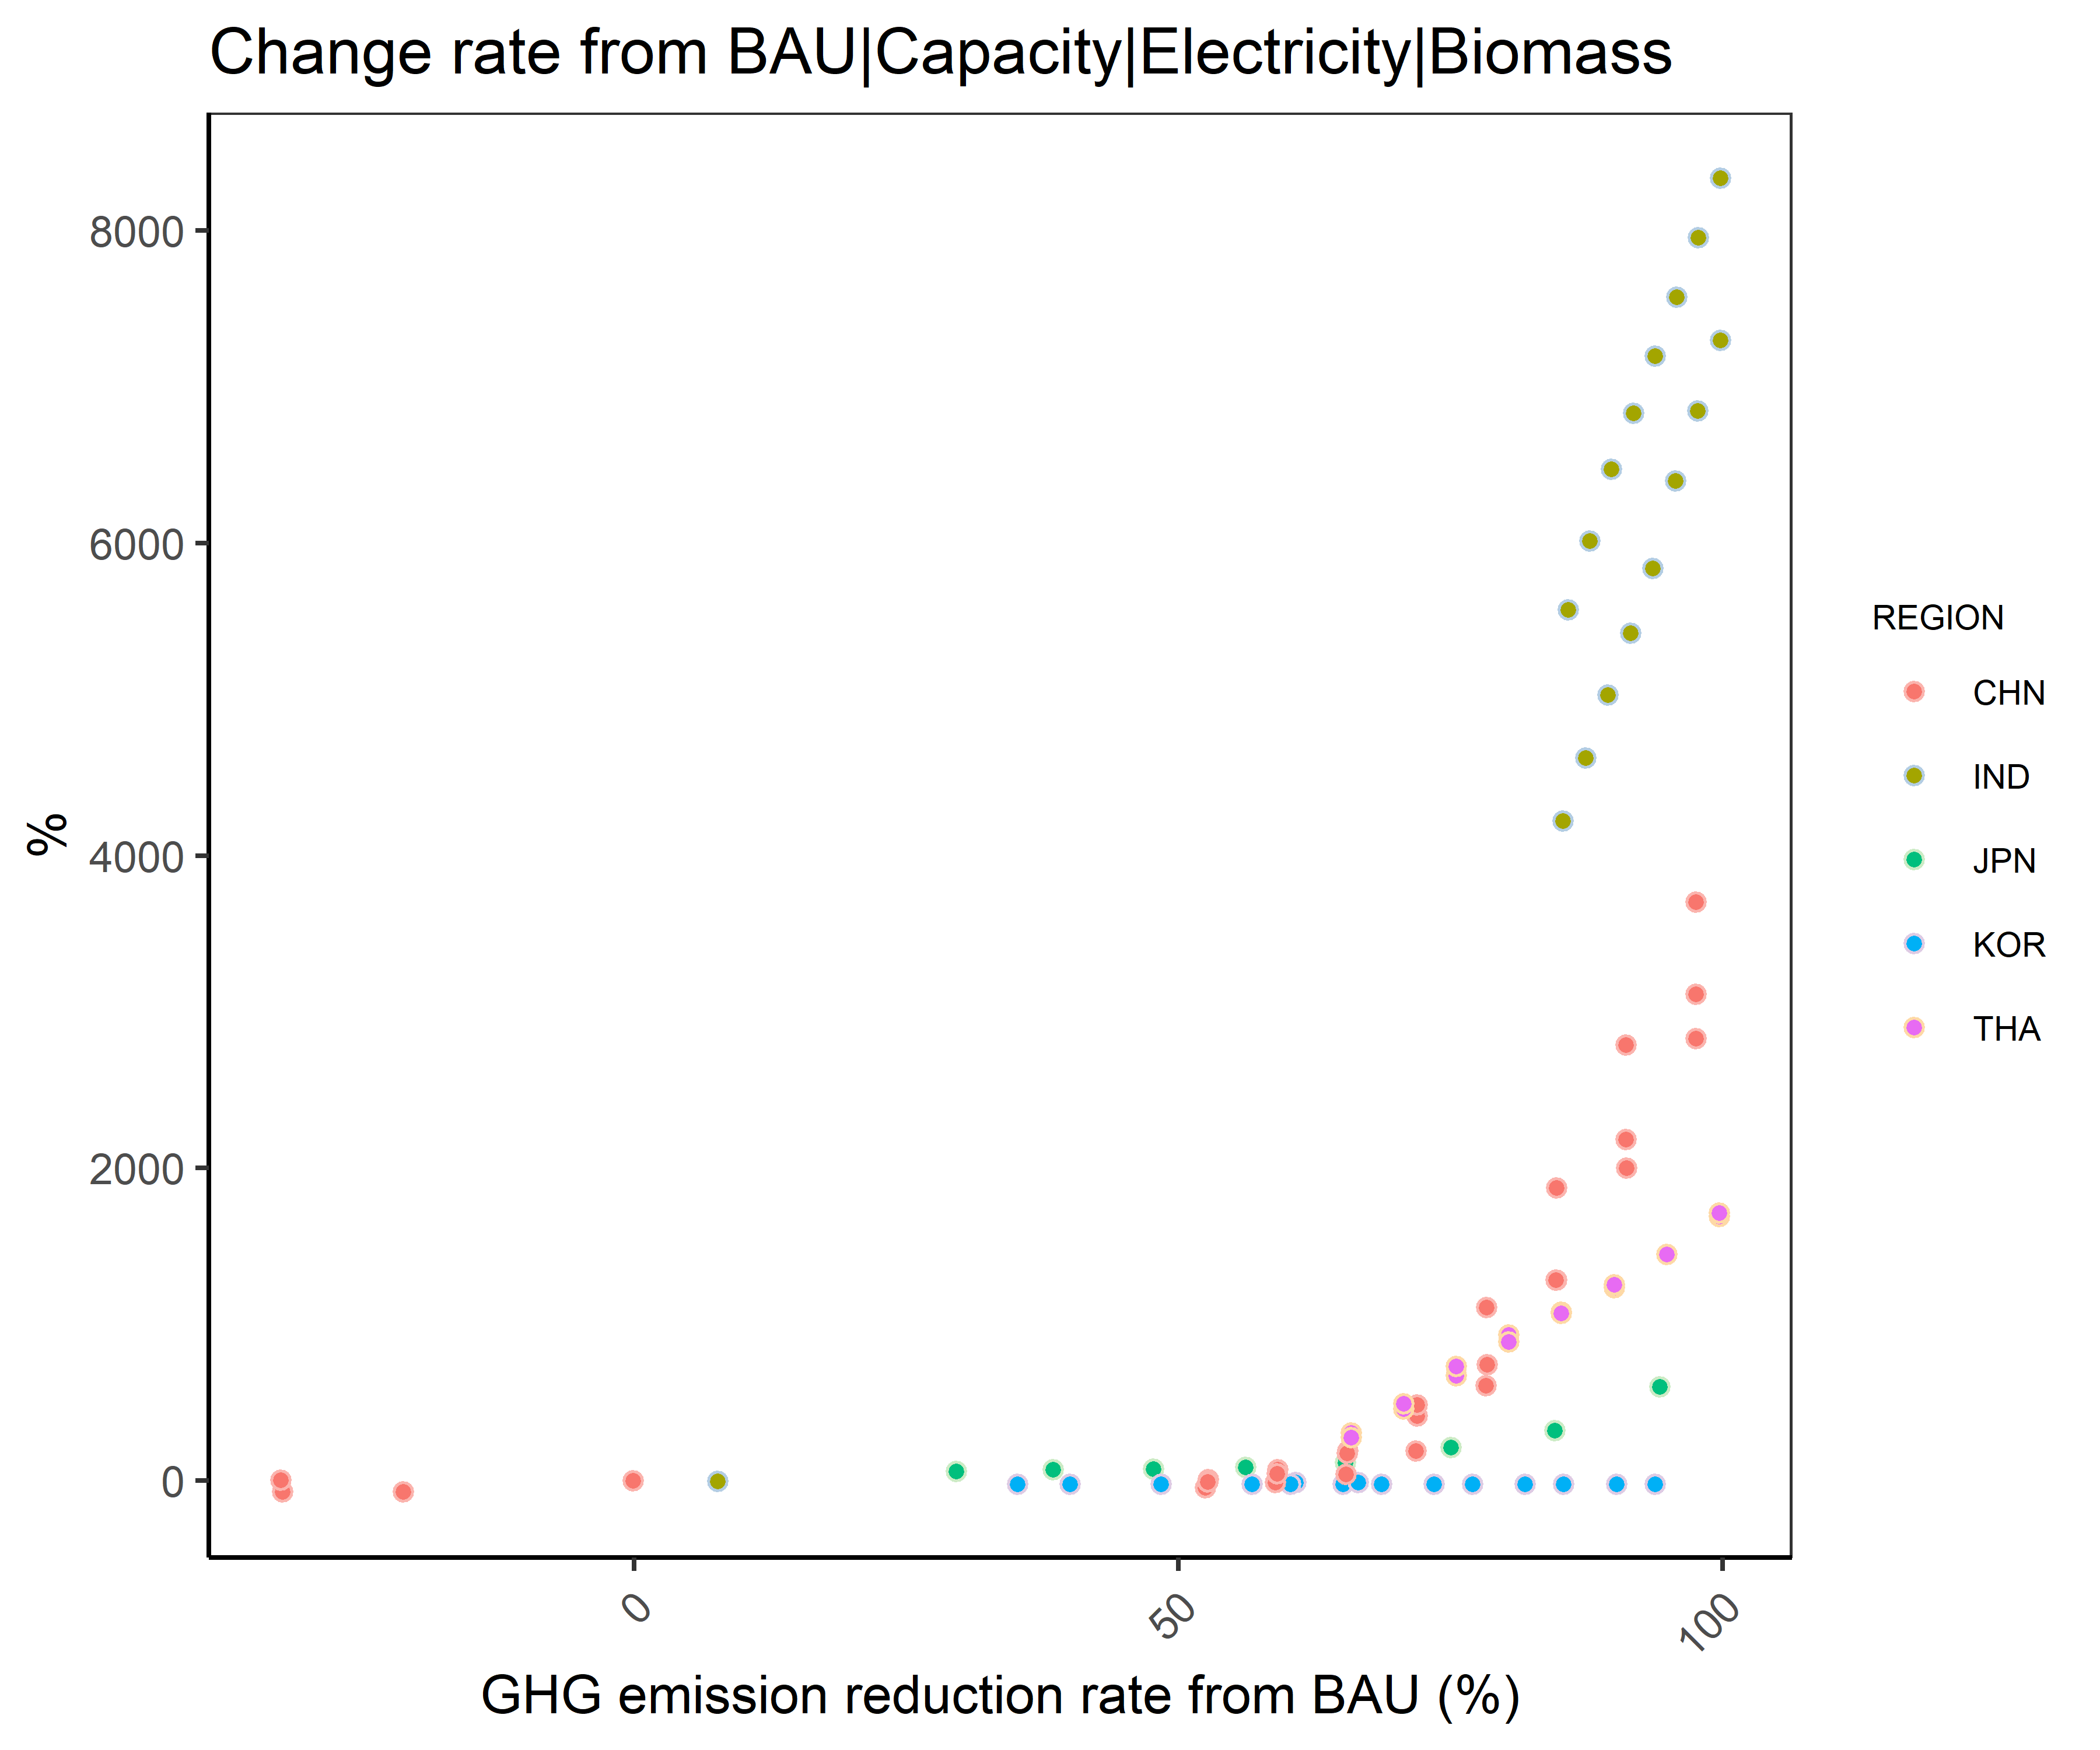 Change rate from BAU|Capacity|Electricity|Biomass
8000
6000
4000
2000
0
%
0
50
100
GHG emission reduction rate from BAU (%)
REGION
CHN
IND
JPN
KOR
THA